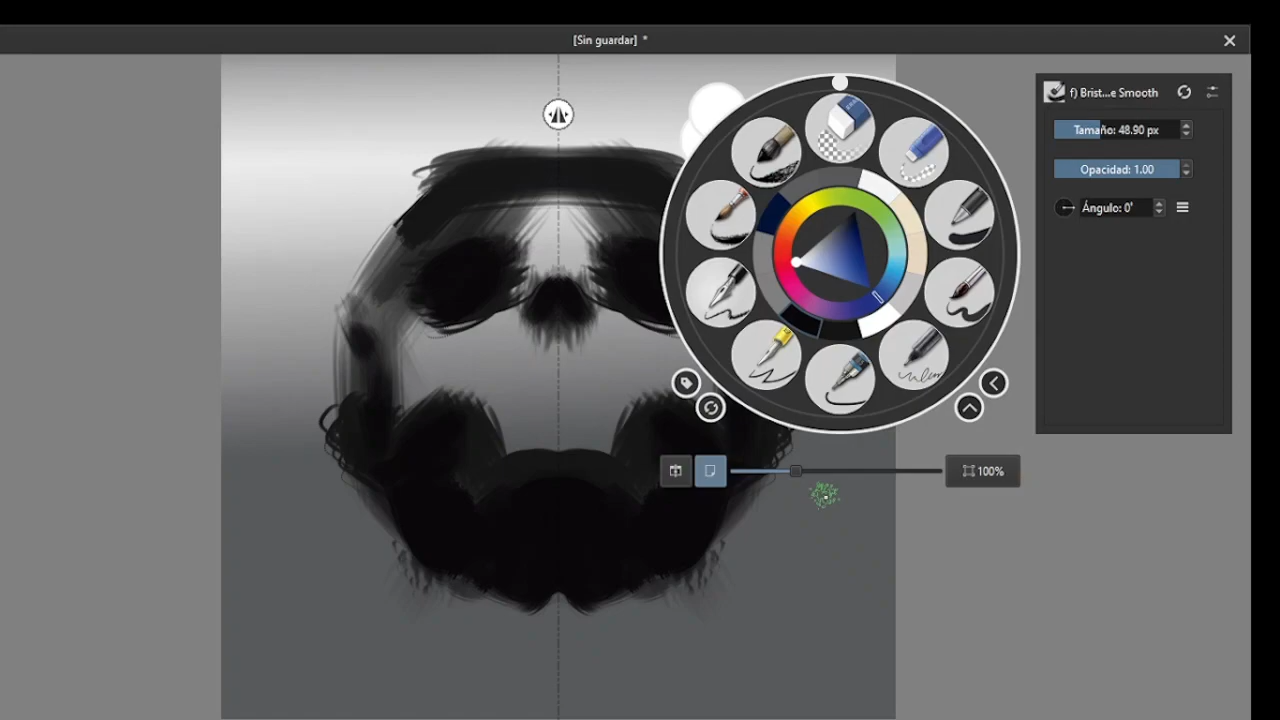 [Sin guardar] *
f) Brist...e Smooth
Tamaño: 48.90 px
Opacidad: 1.00
Ángulo: 0°
100%